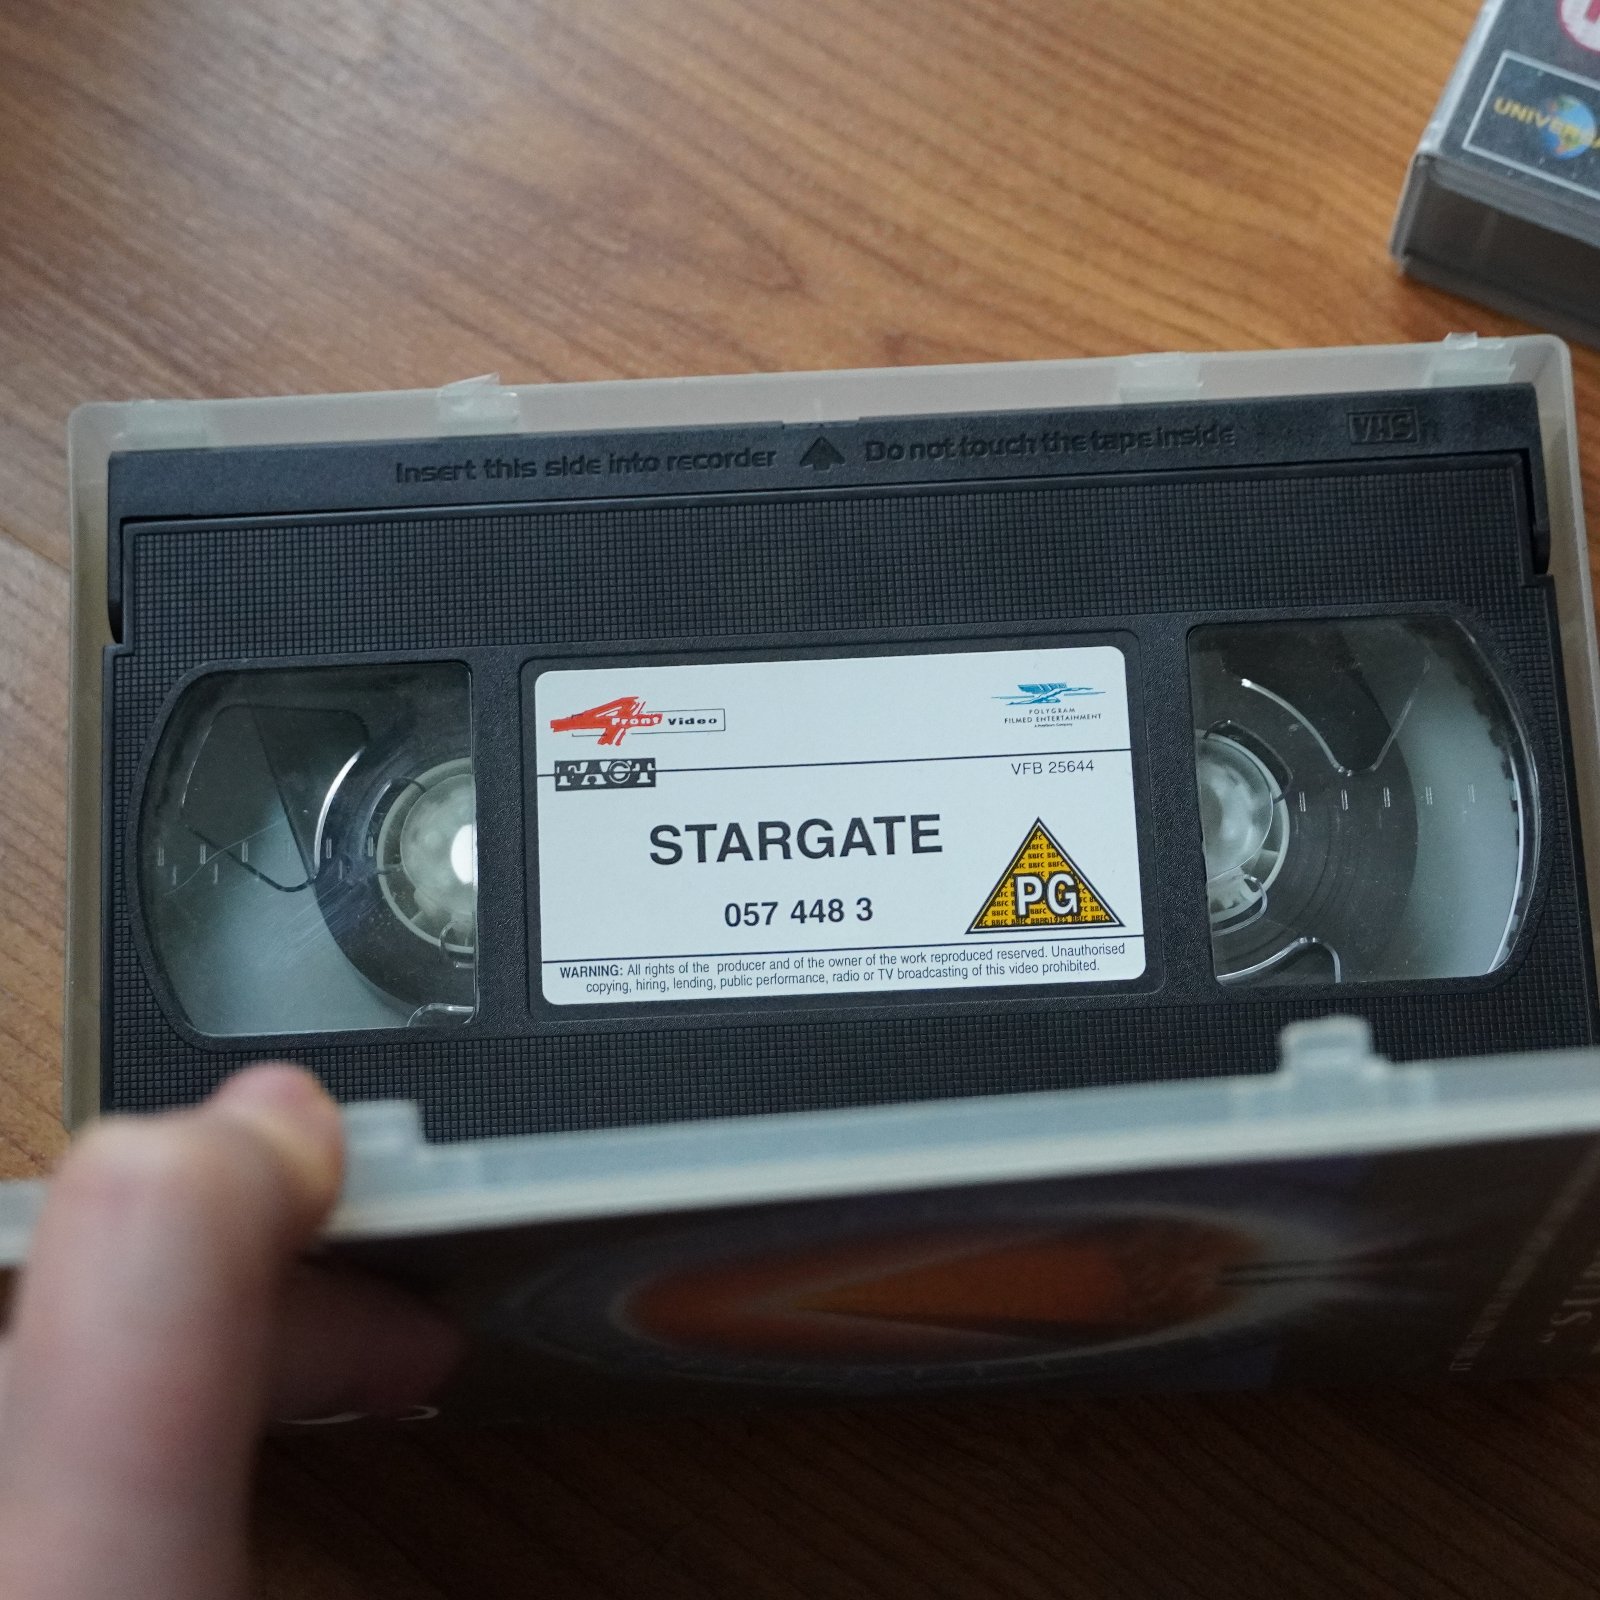 UNIVERSAL
Insert this side into recorder Do not touch the tape inside VHS
4 Front Video
POLYGRAM
FILMED ENTERTAINMENT
FACT
VFB 25644
STARGATE
PG
057 448 3
WARNING: All rights of the producer and of the owner of the work reproduced reserved. Unauthorised
copying, hiring, lending, public performance, radio or TV broadcasting of this video prohibited.